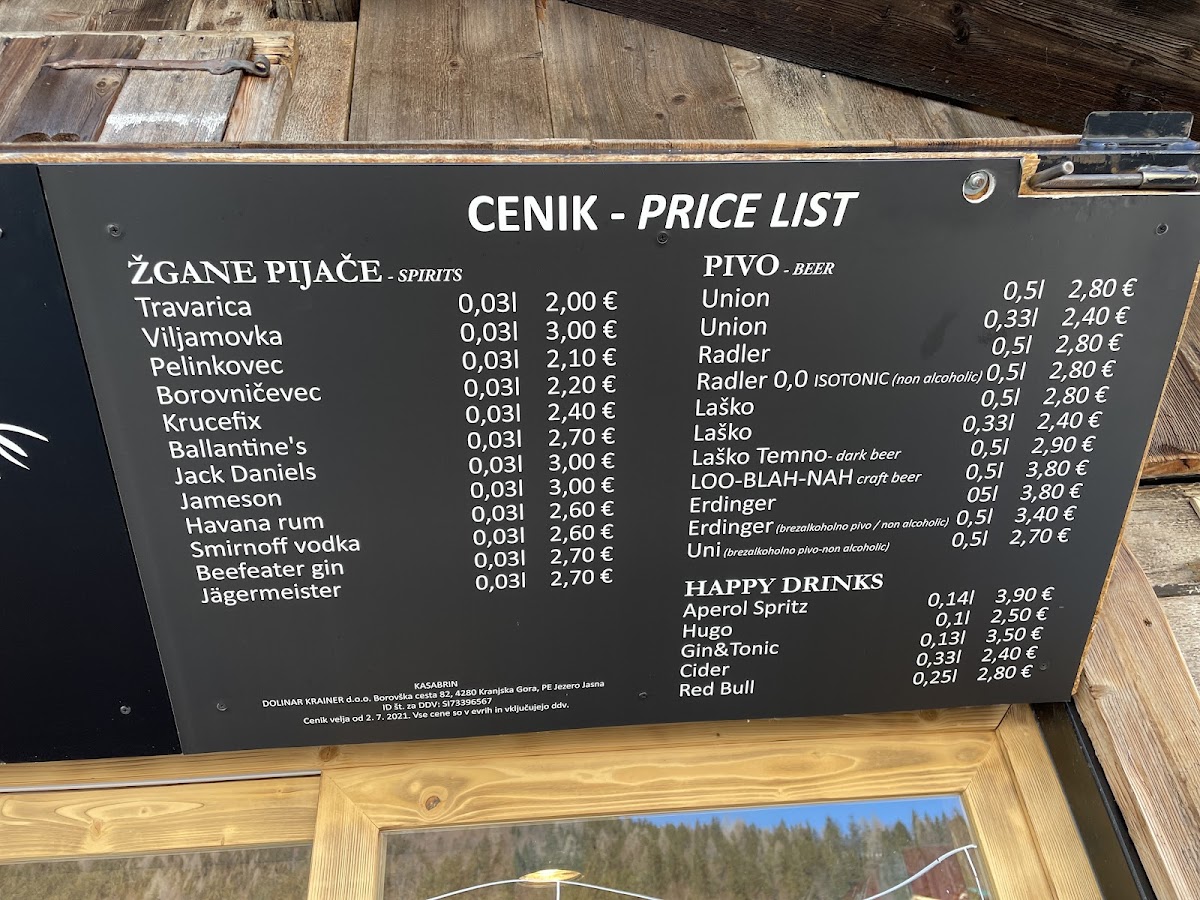 CENIK - PRICE LIST
ŽGANE PIJAČE - SPIRITS
Travarica 0,03l 2,00 €
Viljamovka 0,03l 3,00 €
Pelinkovec 0,03l 2,10 €
Borovničevec 0,03l 2,20 €
Krucefix 0,03l 2,40 €
Ballantine's 0,03l 2,70 €
Jack Daniels 0,03l 3,00 €
Jameson 0,03l 3,00 €
Havana rum 0,03l 2,60 €
Smirnoff vodka 0,03l 2,60 €
Beefeater gin 0,03l 2,70 €
Jägermeister 0,03l 2,70 €
KASABRIN
DOLINAR KRAINER d.o.o. Borovška cesta 82, 4280 Kranjska Gora, PE Jezero Jasna
ID št. za DDV: SI73396567
Cenik velja od 2. 7. 2021. Vse cene so v evrih in vključujejo ddv.
PIVO - BEER
Union 0,5l 2,80 €
Union 0,33l 2,40 €
Radler 0,5l 2,80 €
Radler 0,0 ISOTONIC (non alcoholic) 0,5l 2,80 €
Laško 0,5l 2,80 €
Laško 0,33l 2,40 €
Laško Temno- dark beer 0,5l 2,90 €
LOO-BLAH-NAH craft beer 0,5l 3,80 €
Erdinger 05l 3,80 €
Erdinger (brezalkoholno pivo / non alcoholic) 0,5l 3,40 €
Uni (brezalkoholno pivo-non alcoholic) 0,5l 2,70 €
HAPPY DRINKS
Aperol Spritz 0,14l 3,90 €
Hugo 0,1l 2,50 €
Gin&Tonic 0,13l 3,50 €
Cider 0,33l 2,40 €
Red Bull 0,25l 2,80 €